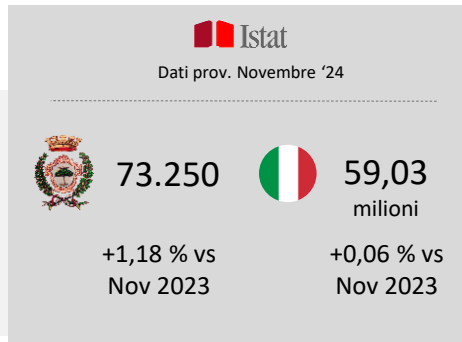 Istat
Dati prov. Novembre ‘24
73.250
59,03
milioni
+1,18 % vs
Nov 2023
+0,06 % vs
Nov 2023